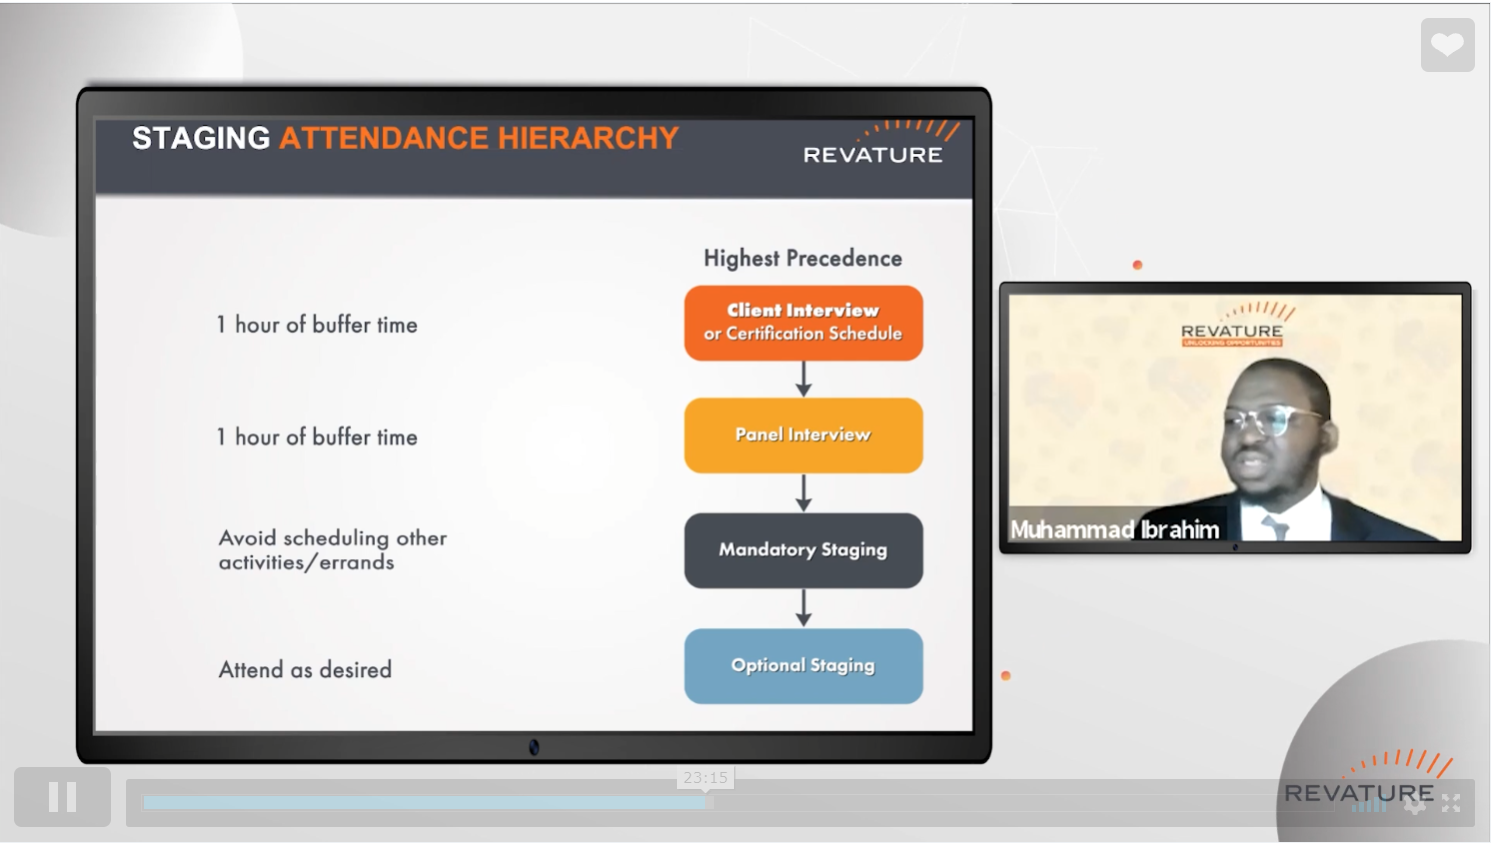 STAGING ATTENDANCE HIERARCHY
REVATURE
Highest Precedence
1 hour of buffer time
Client Interview
or Certification Schedule
1 hour of buffer time
Panel Interview
Avoid scheduling other
activities/errands
Mandatory Staging
Attend as desired
Optional Staging
REVATURE
UNLOCKING OPPORTUNITIES
Muhammad Ibrahim
23:15
REVATURE